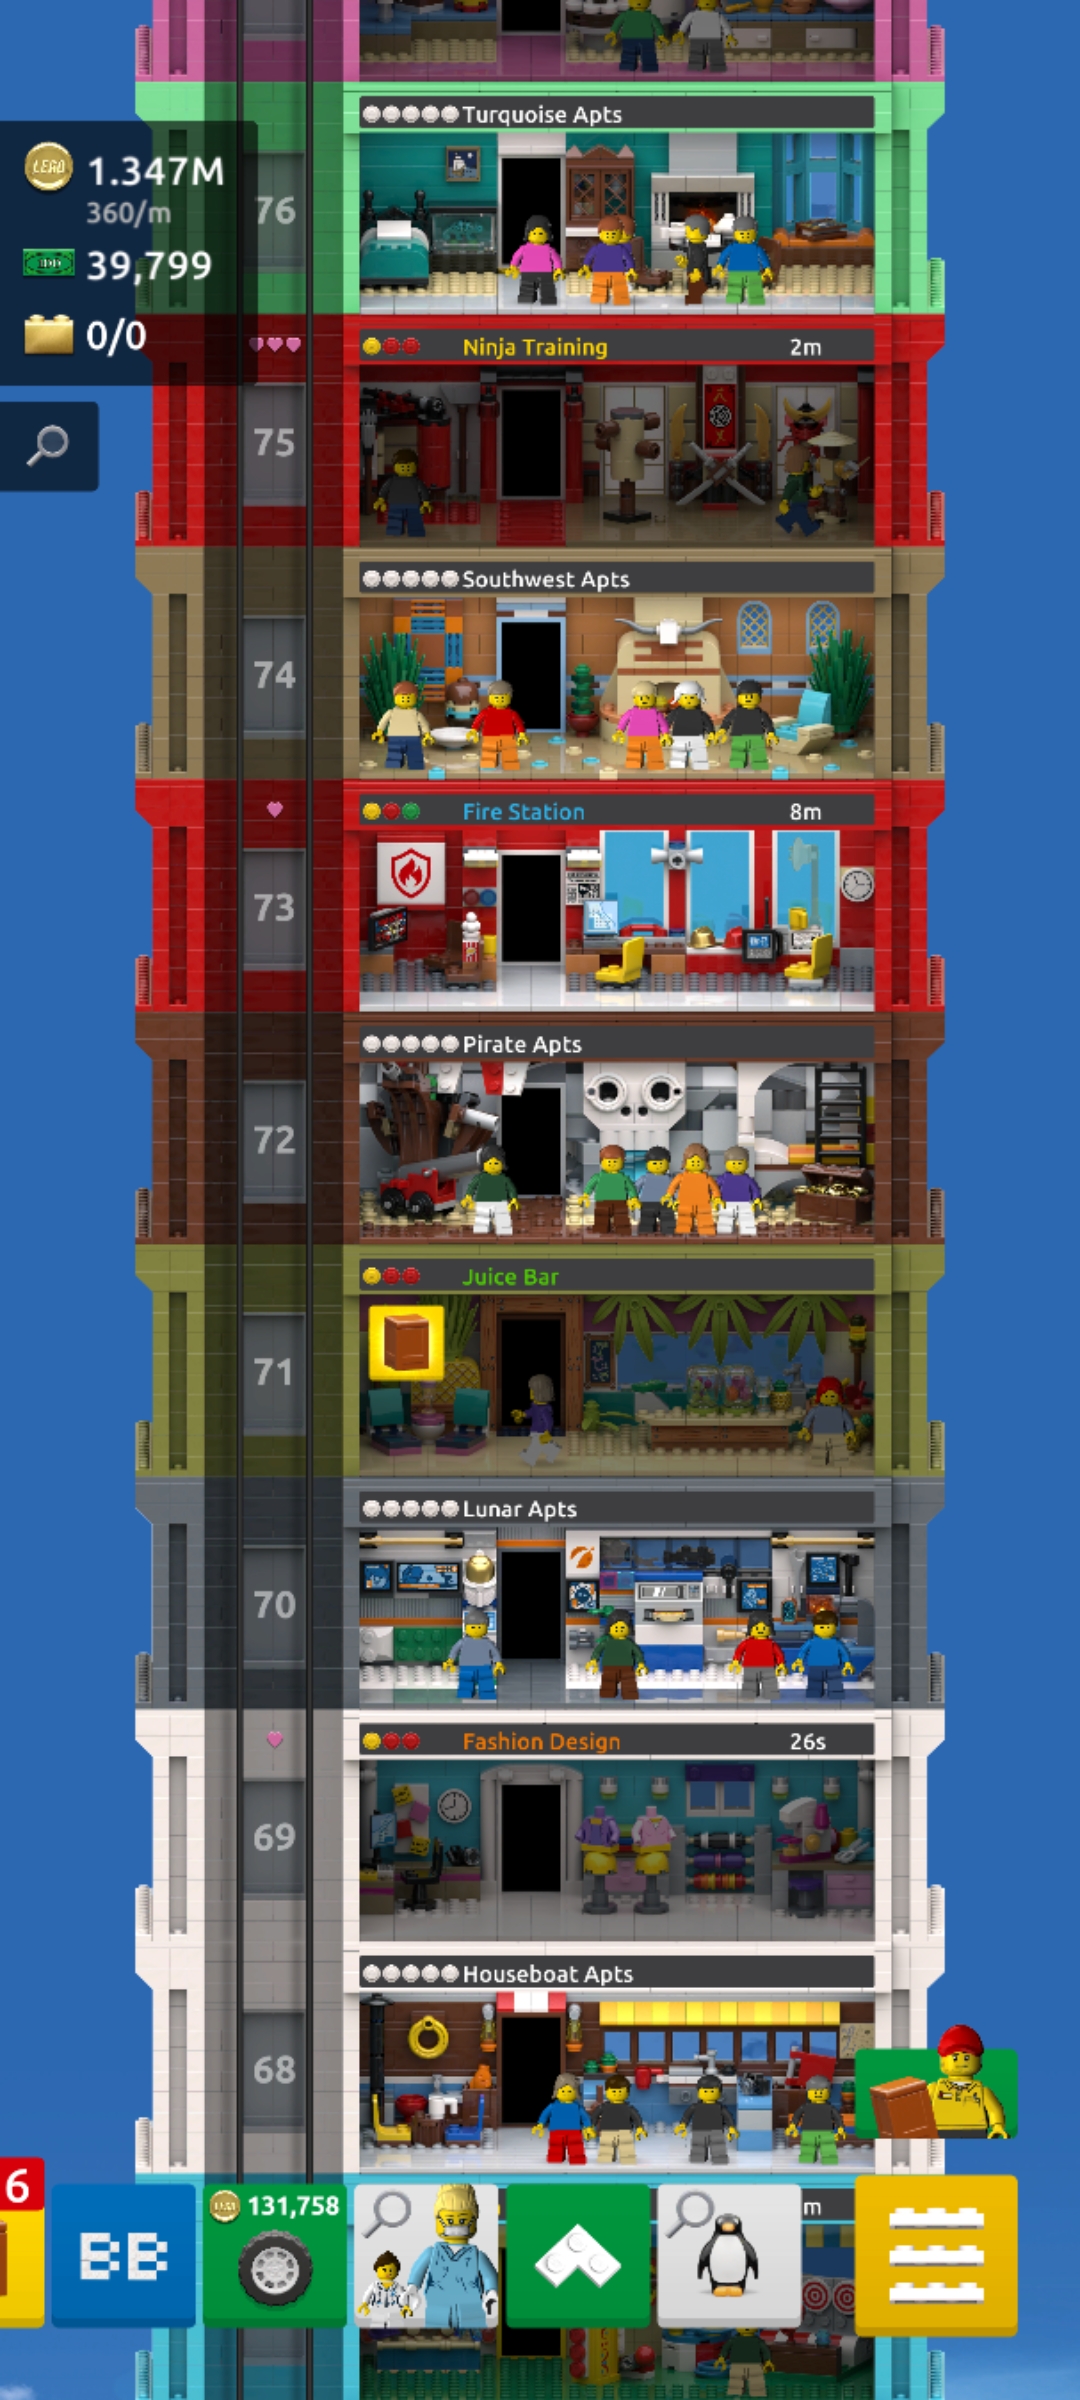 Turquoise Apts
LEGO 1.347M
360/m
76
39,799
0/0
Ninja Training 2m
75
Southwest Apts
74
Fire Station 8m
73
Pirate Apts
72
Juice Bar
71
Lunar Apts
70
Fashion Design 26s
69
Houseboat Apts
68
6
BB
131,758
m